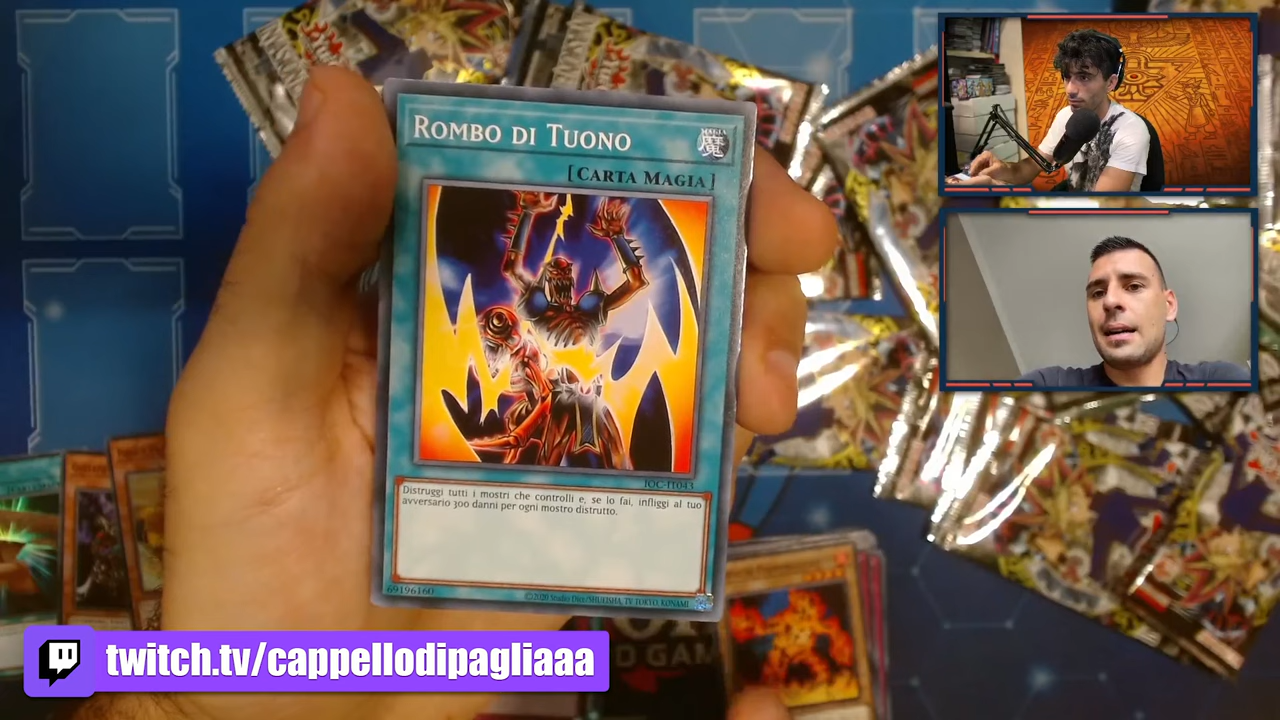 ROMBO DI TUONO
MAGIA
魔
[CARTA MAGIA]
IOC-IT043
Distruggi tutti i mostri che controlli e, se lo fai, infliggi al tuo
avversario 300 danni per ogni mostro distrutto.
69196160
©2020 Studio Dice/SHUEISHA, TV TOKYO, KONAMI
twitch.tv/cappellodipagliaaa